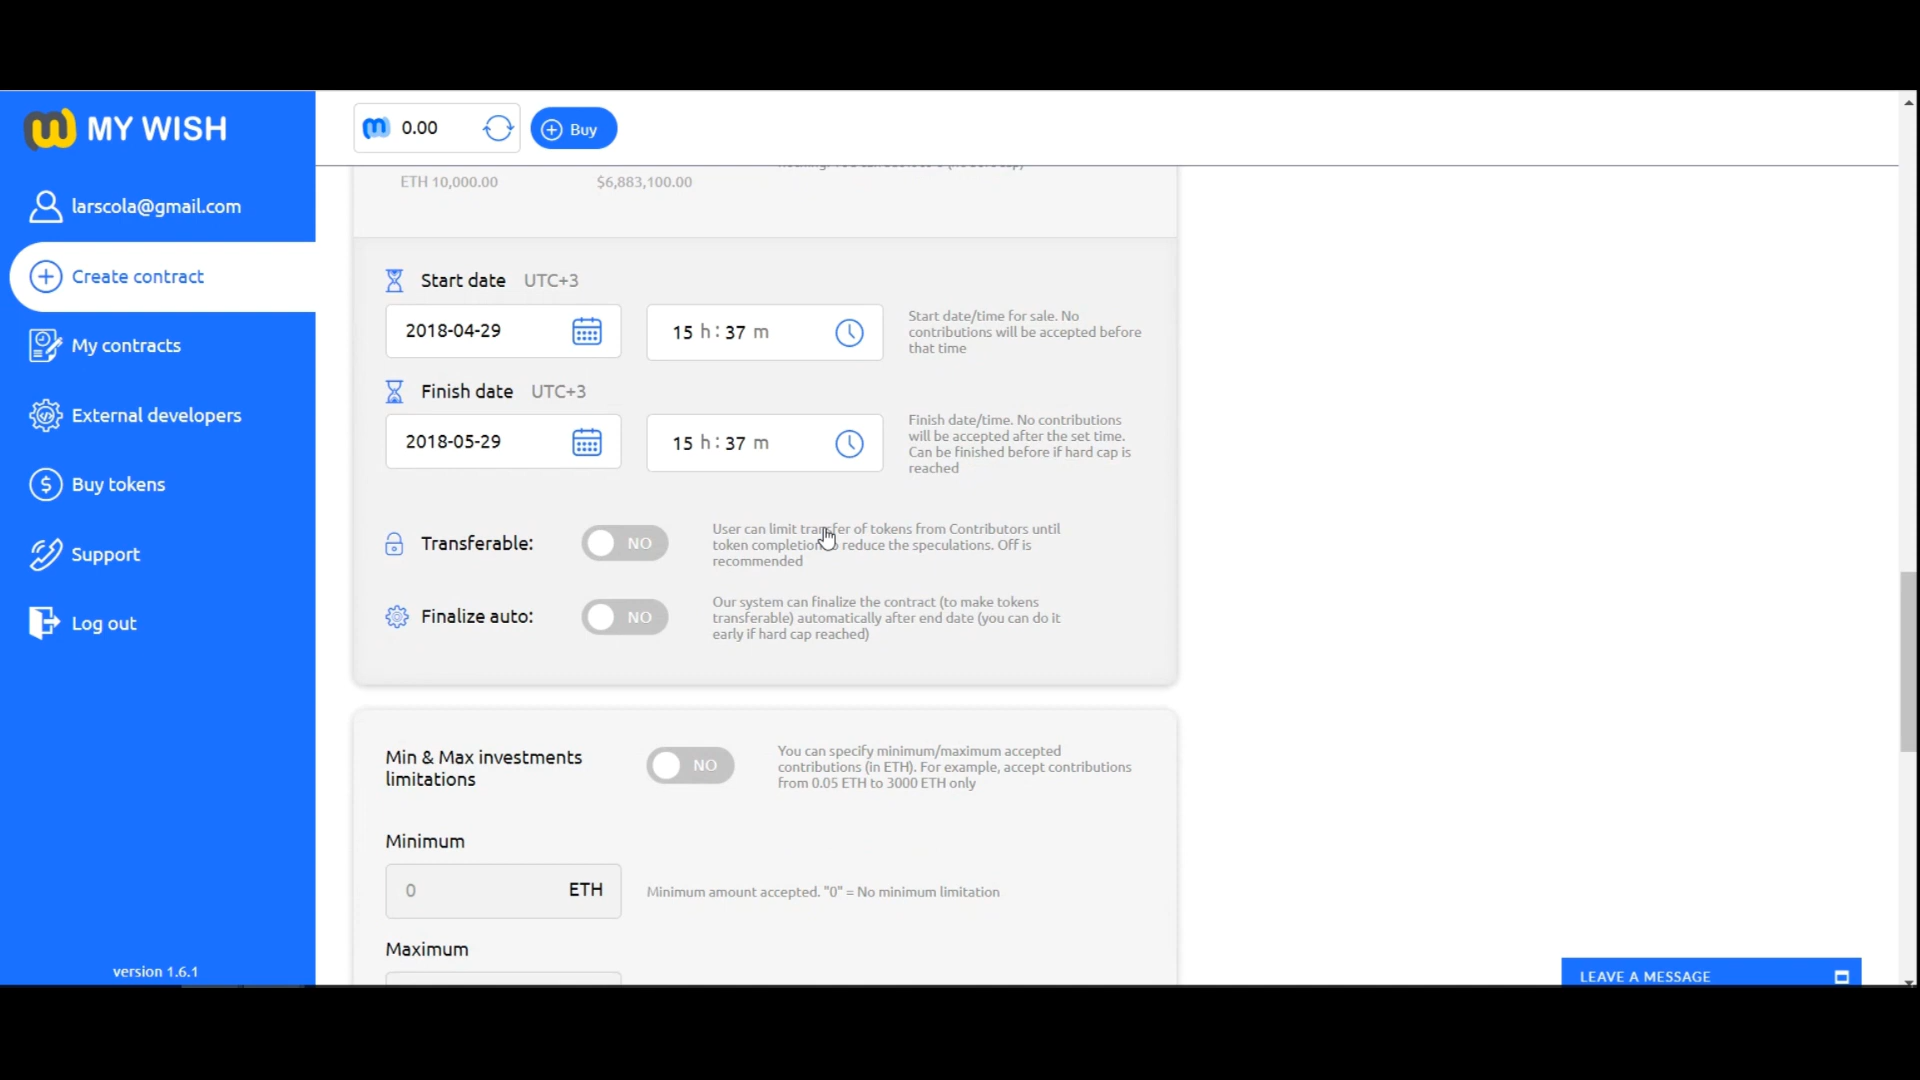 MY WISH
0.00
Buy
larscola@gmail.com
Create contract
My contracts
External developers
Buy tokens
Support
Log out
version 1.6.1
ETH 10,000.00
$6,883,100.00
Start date UTC+3
2018-04-29
15 h : 37 m
Start date/time for sale. No
contributions will be accepted before
that time
Finish date UTC+3
2018-05-29
15 h : 37 m
Finish date/time. No contributions
will be accepted after the set time.
Can be finished before if hard cap is
reached
Transferable:
NO
User can limit transfer of tokens from Contributors until
token completion reduce the speculations. Off is
recommended
Finalize auto:
NO
Our system can finalize the contract (to make tokens
transferable) automatically after end date (you can do it
early if hard cap reached)
Min & Max investments
limitations
NO
You can specify minimum/maximum accepted
contributions (in ETH). For example, accept contributions
from 0.05 ETH to 3000 ETH only
Minimum
0 ETH
Minimum amount accepted. "0" = No minimum limitation
Maximum
LEAVE A MESSAGE